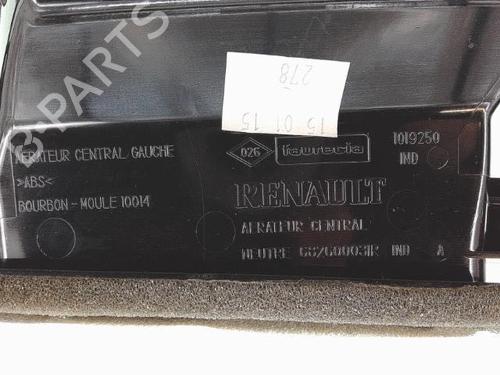 B-PARTS
278
15 01 15
AERATEUR CENTRAL GAUCHE
>ABS<
BOURBON - MOULE 10014
026
faurecia
1019250
IND
RENAULT
AERATEUR CENTRAL
NEUTRE 682600031R IND A